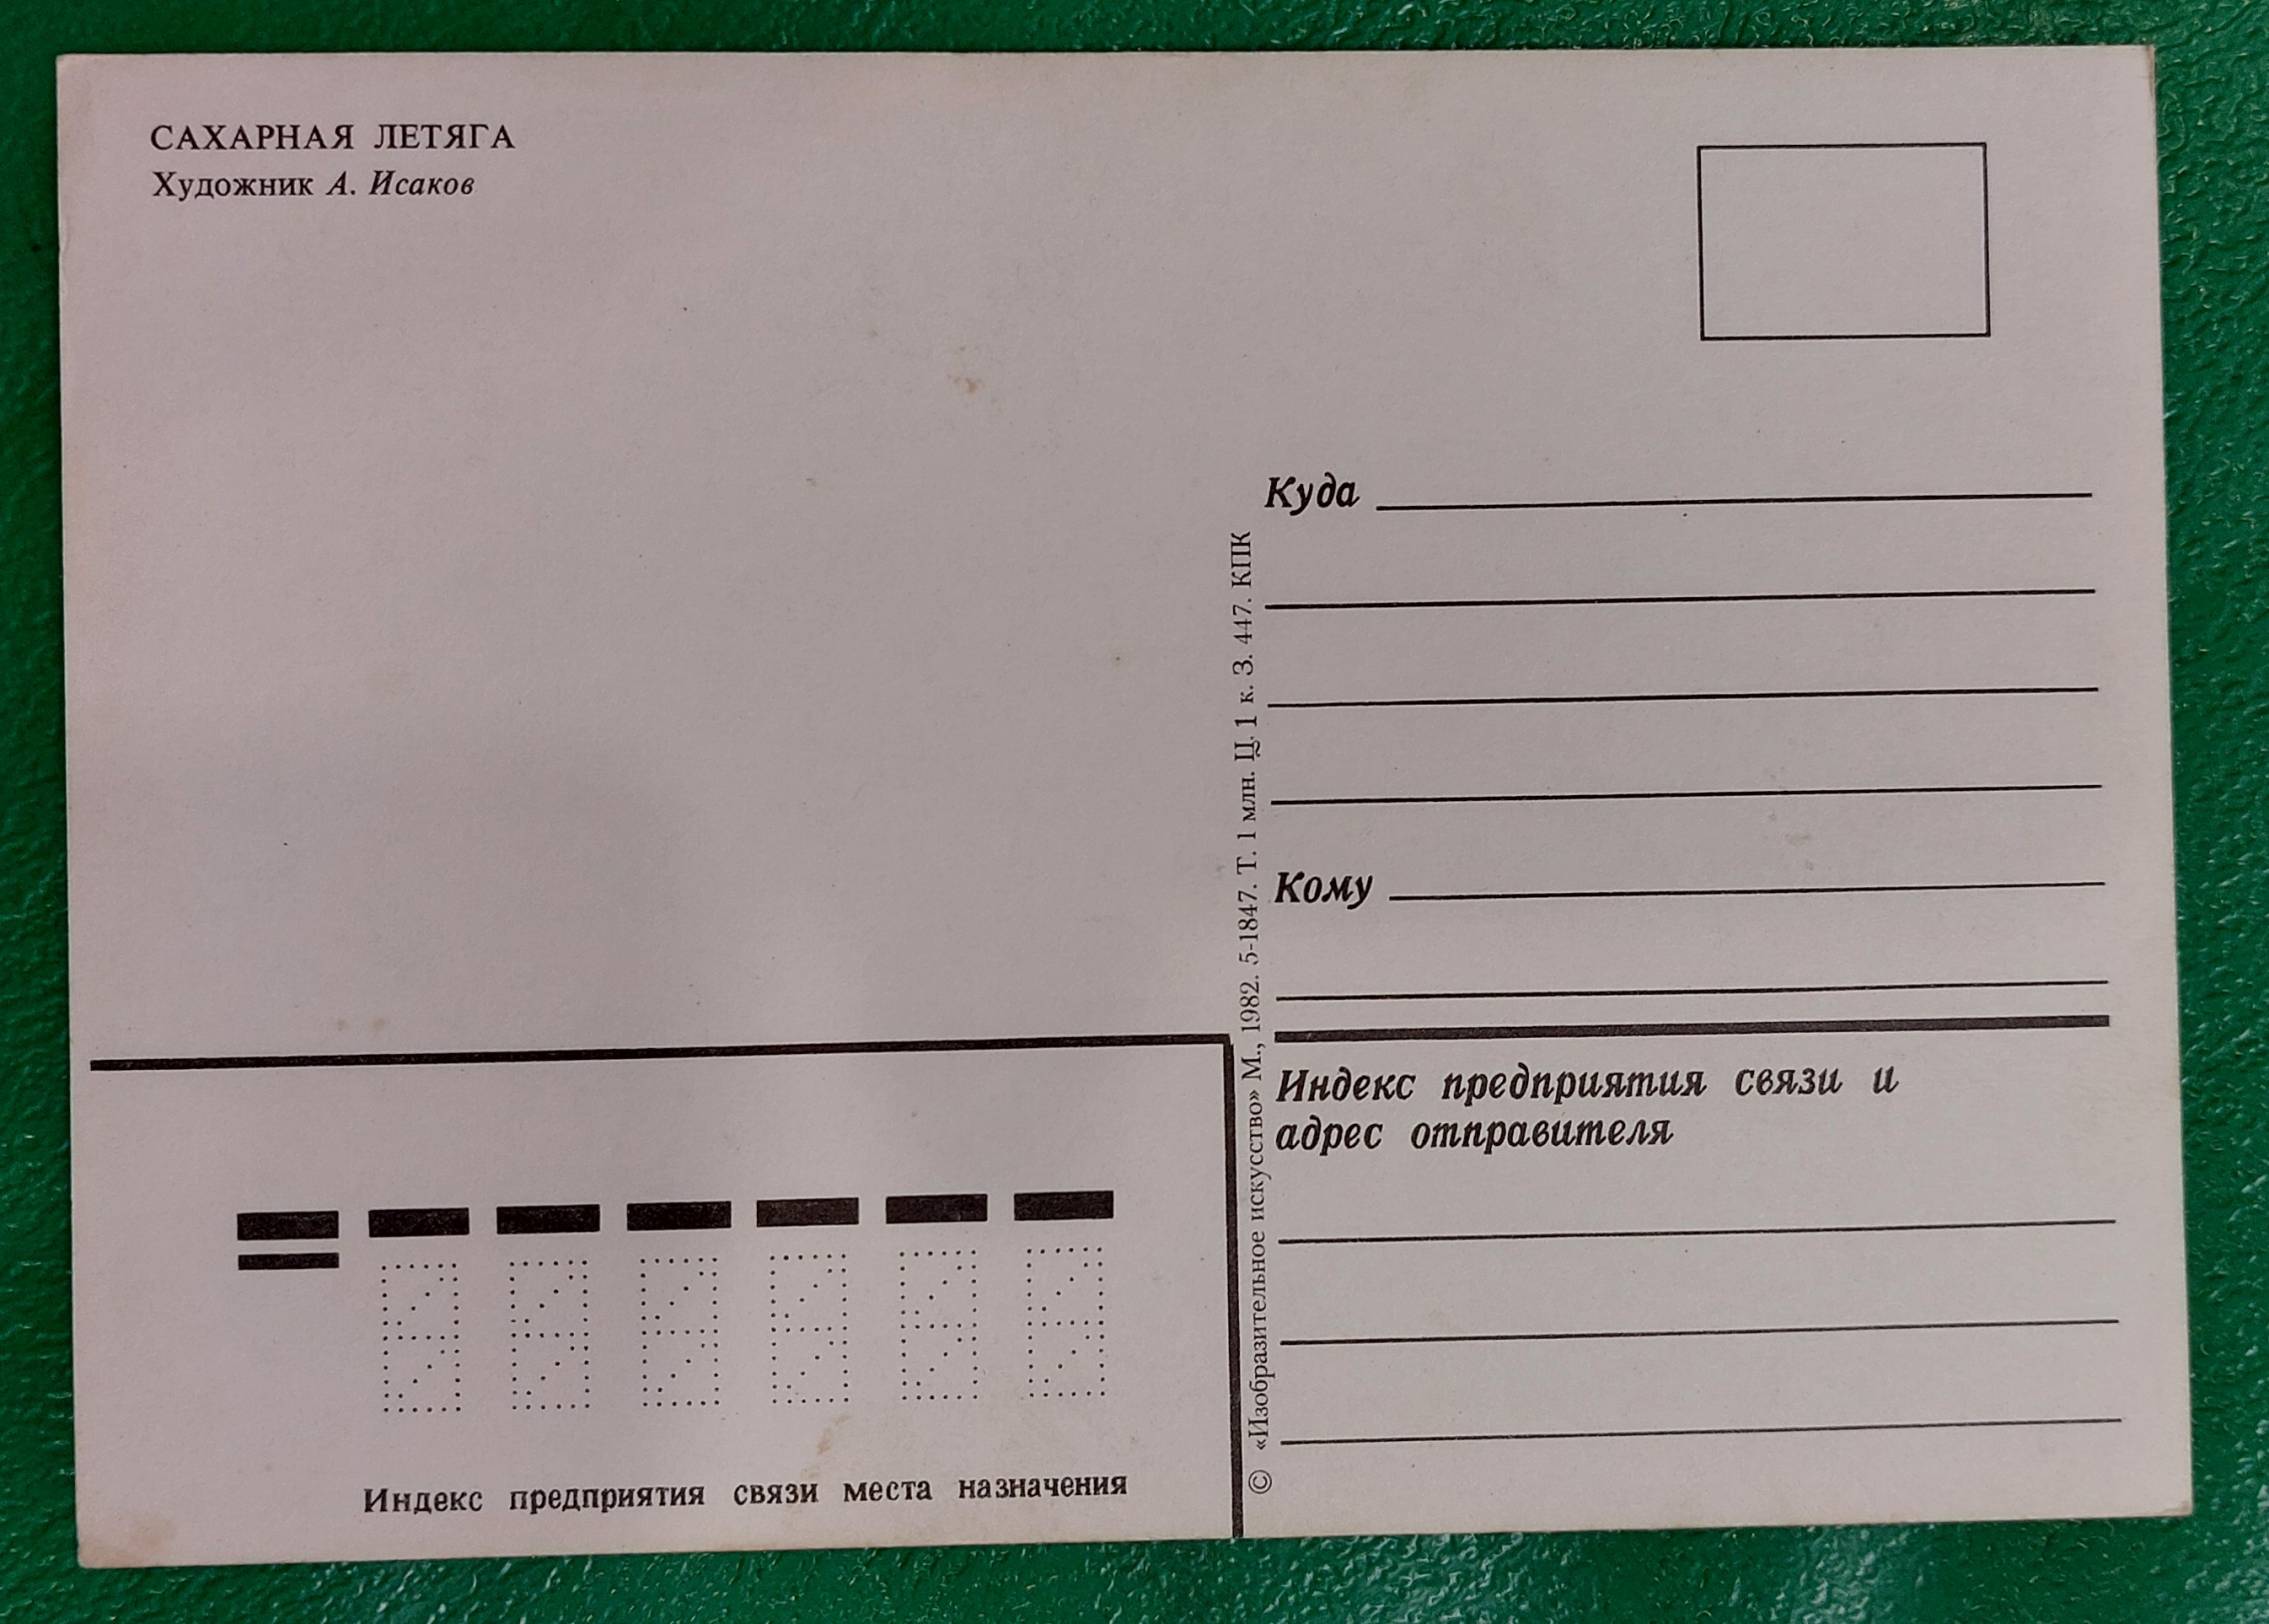 САХАРНАЯ ЛЕТЯГА
Художник А. Исаков
Куда
Кому
Индекс предприятия связи и
адрес отправителя
© «Изобразительное искусство» М., 1982. 5-1847. Т. 1 млн. Ц. 1 к. З. 447. КПК
Индекс предприятия связи места назначения